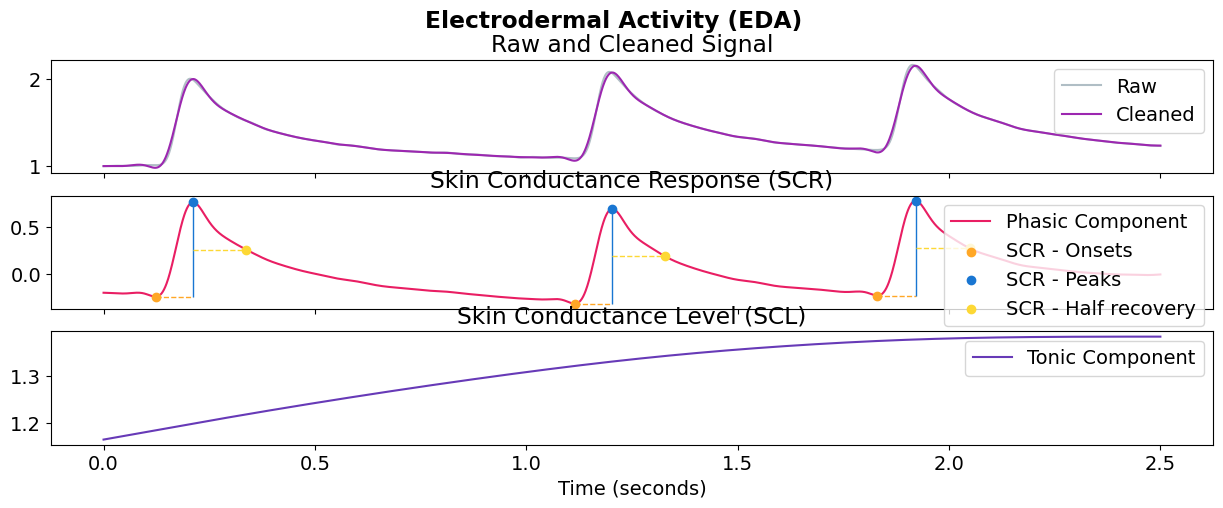 Electrodermal Activity (EDA)
Raw and Cleaned Signal
2
1
Raw
Cleaned
Skin Conductance Response (SCR)
0.5
0.0
Phasic Component
SCR - Onsets
SCR - Peaks
SCR - Half recovery
Skin Conductance Level (SCL)
1.3
1.2
Tonic Component
0.0 0.5 1.0 1.5 2.0 2.5
Time (seconds)